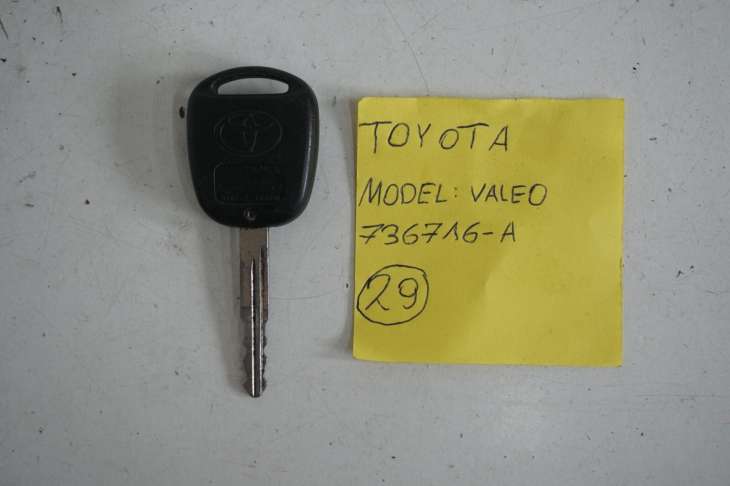 TOYOTA
MODEL: VALEO
736716-A
29